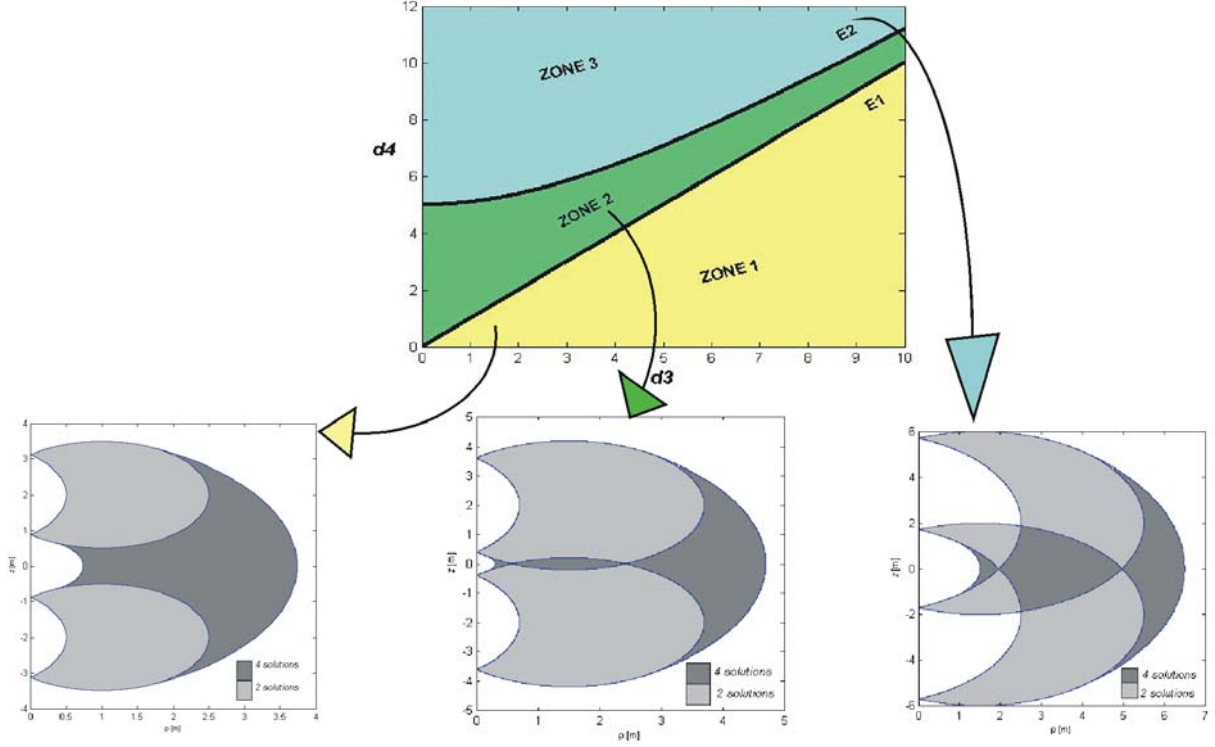 12
10
8
6
4
2
0
d4
ZONE 3
E2
E1
ZONE 2
ZONE 1
0 1 2 3 4 5 6 7 8 9 10
d3
4
3
2
1
0
-1
-2
-3
-4
z [m]
4 solutions
2 solutions
0 0.5 1 1.5 2 2.5 3 3.5 4
ρ [m]
5
4
3
2
1
0
-1
-2
-3
-4
-5
z [m]
4 solutions
2 solutions
0 1 2 3 4 5
ρ [m]
6
4
2
0
-2
-4
-6
z [m]
4 solutions
2 solutions
0 1 2 3 4 5 6 7
ρ [m]